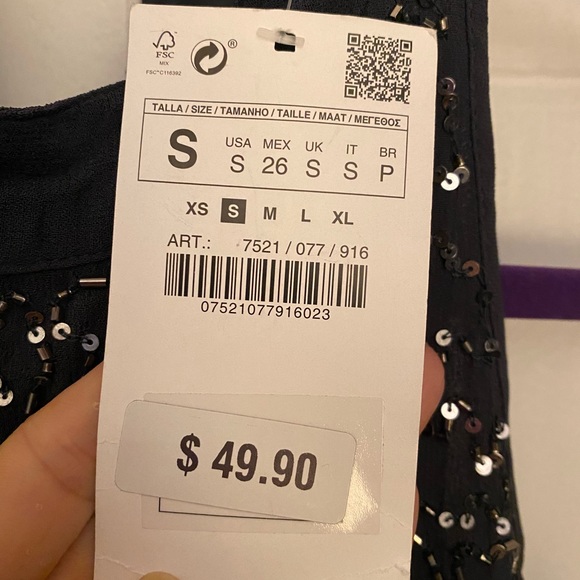 FSC
MIX
FSC® C116392
®
TALLA / SIZE / TAMANHO / TAILLE / MAAT / ΜΕΓΕΘΟΣ
S USA MEX UK IT BR
S 26 S S P
XS S M L XL
ART.: 7521 / 077 / 916
07521077916023
$ 49.90